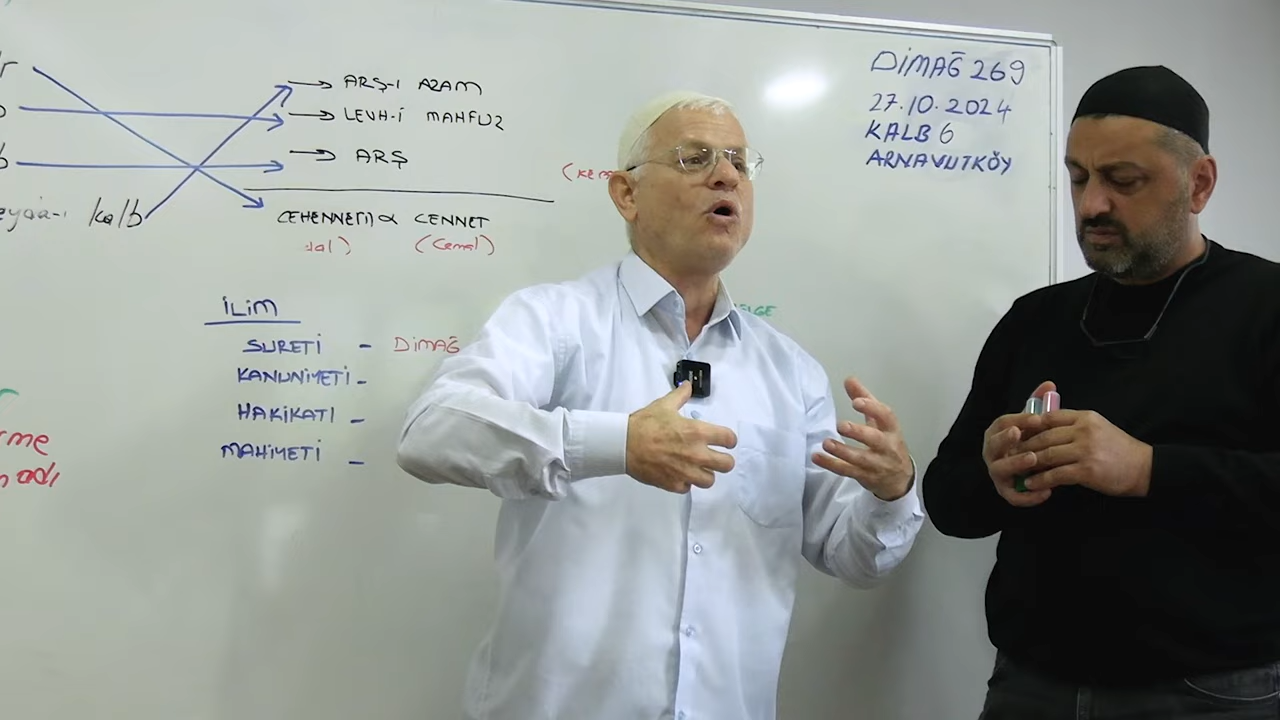 → ARŞ-I AZAM
→ LEVH-İ MAHFUZ
→ ARŞ
kalb
CEHENNEM CENNET
(Cemal)
İLİM
SURETİ - DİMAĞ
KANUNİYETİ -
HAKİKATI -
MAHİYETİ -
DİMAĞ 269
27.10.2024
KALB 6
ARNAVUTKÖY